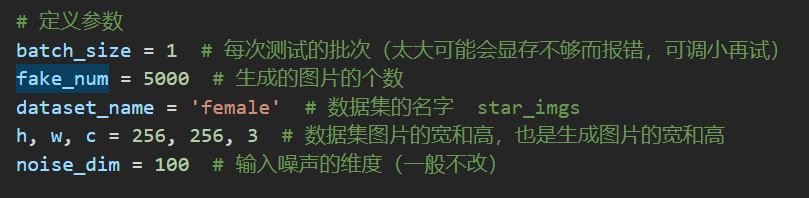 # 定义参数
batch_size = 1  # 每次测试的批次（太大可能会显存不够而报错，可调小再试）
fake_num = 5000  # 生成的图片的个数
dataset_name = 'female'  # 数据集的名字  star_imgs
h, w, c = 256, 256, 3  # 数据集图片的宽和高，也是生成图片的宽和高
noise_dim = 100  # 输入噪声的维度（一般不改）